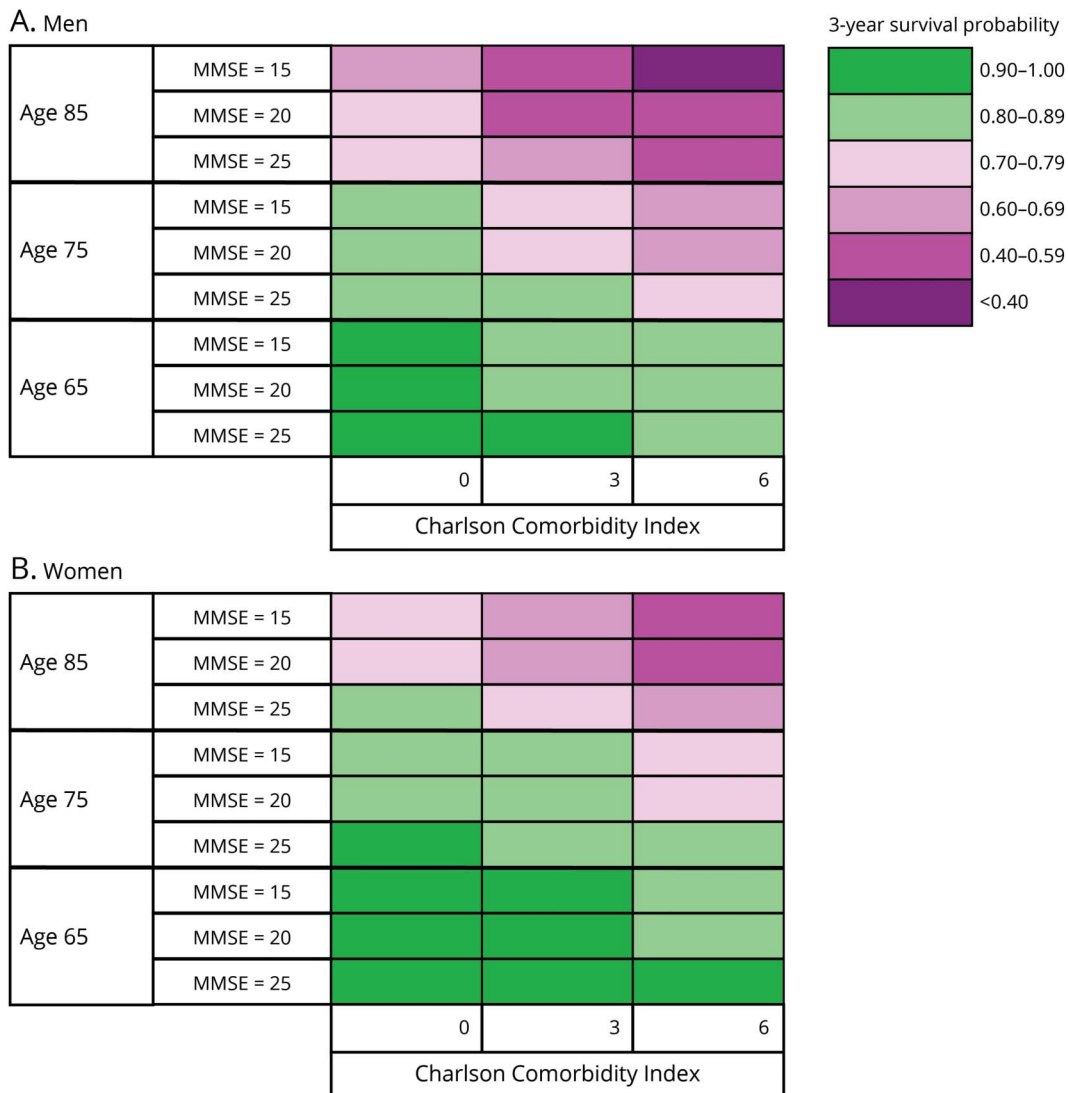 A. Men
3-year survival probability
0.90–1.00
0.80–0.89
0.70–0.79
0.60–0.69
0.40–0.59
<0.40
Age 85
MMSE = 15
MMSE = 20
MMSE = 25
Age 75
MMSE = 15
MMSE = 20
MMSE = 25
Age 65
MMSE = 15
MMSE = 20
MMSE = 25
0 3 6
Charlson Comorbidity Index
B. Women
Age 85
MMSE = 15
MMSE = 20
MMSE = 25
Age 75
MMSE = 15
MMSE = 20
MMSE = 25
Age 65
MMSE = 15
MMSE = 20
MMSE = 25
0 3 6
Charlson Comorbidity Index